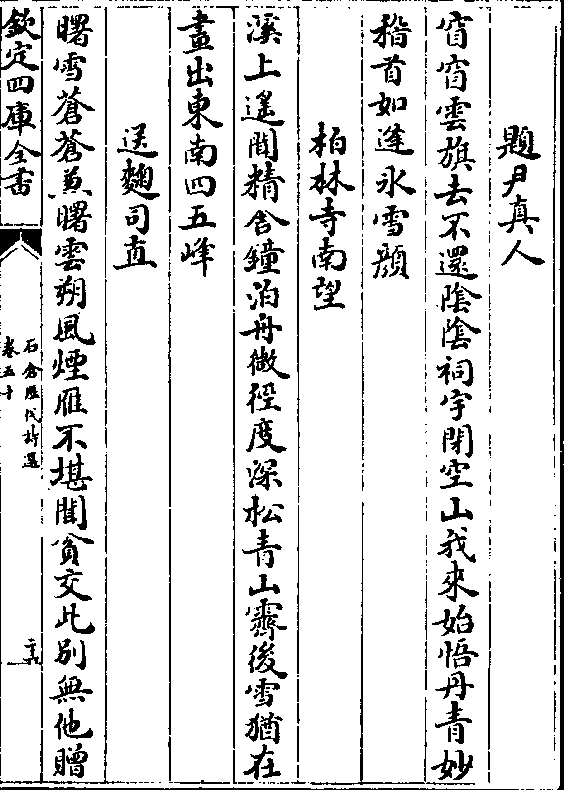 題尹真人
窅窅雲旗去不還陰陰祠宇閉空山我來始悟丹青妙
稽首如逢氷雪顔
柏林寺南望
溪上遥聞精舍鐘泊舟微徑度深松青山霽後雪猶在
畫出東南四五峰
送麴司直
曙雪蒼蒼兼曙雲朔風煙雁不堪聞貧交此别無他贈
欽定四庫全書
石倉歷代詩選
卷五十